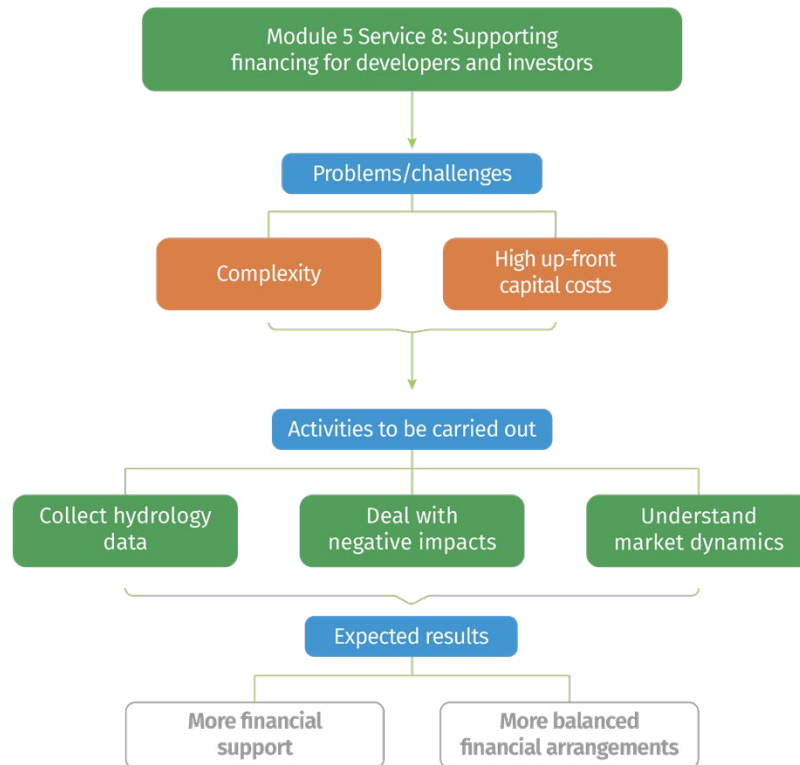 Module 5 Service 8: Supporting
financing for developers and investors
Problems/challenges
Complexity
High up-front
capital costs
Activities to be carried out
Collect hydrology
data
Deal with
negative impacts
Understand
market dynamics
Expected results
More financial
support
More balanced
financial arrangements